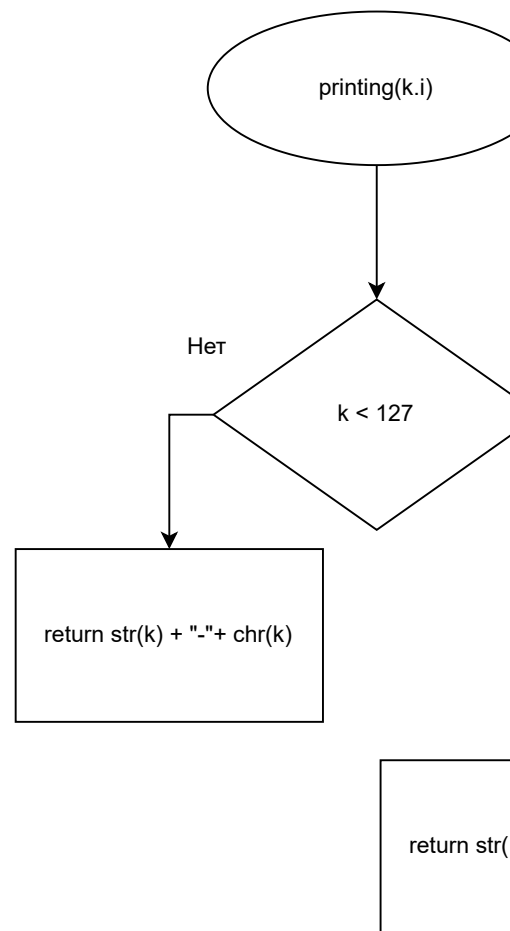 printing(k.i)
Нет
k < 127
return str(k) + "-"+ chr(k)
return str(